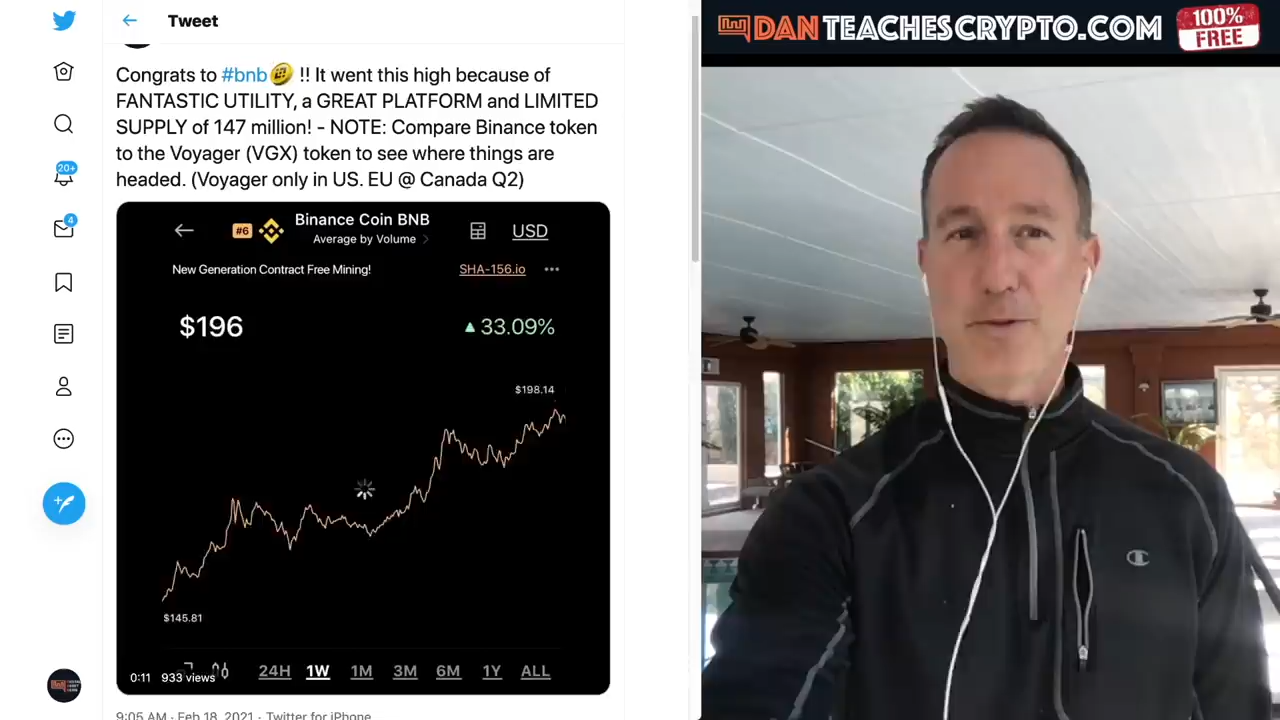 Tweet
Congrats to #bnb !! It went this high because of
FANTASTIC UTILITY, a GREAT PLATFORM and LIMITED
SUPPLY of 147 million! - NOTE: Compare Binance token
to the Voyager (VGX) token to see where things are
headed. (Voyager only in US. EU @ Canada Q2)
#6
Binance Coin BNB
Average by Volume
USD
New Generation Contract Free Mining!
SHA-156.io
$196
33.09%
$198.14
$145.81
0:11 933 views
24H 1W 1M 3M 6M 1Y ALL
9:05 AM · Feb 18, 2021 · Twitter for iPhone
20+
4
DANTEACHESCRYPTO.COM
100%
FREE